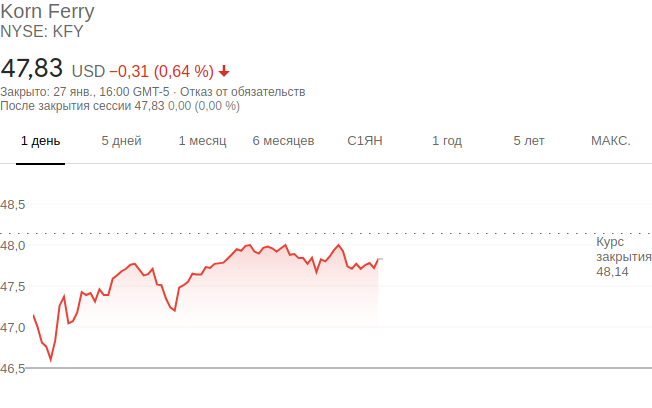 Korn Ferry
NYSE: KFY
47,83 USD −0,31 (0,64 %)
Закрыто: 27 янв., 16:00 GMT-5 · Отказ от обязательств
После закрытия сессии 47,83 0,00 (0,00 %)
1 день 5 дней 1 месяц 6 месяцев С1ЯН 1 год 5 лет МАКС.
48,5
48,0
47,5
47,0
46,5
Курс
закрытия
48,14